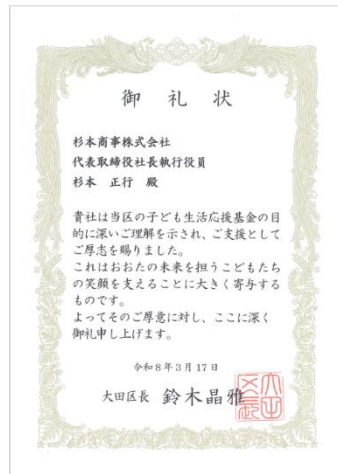 御礼状
杉本商事株式会社
代表取締役社長執行役員
杉本 正行 殿
貴社は当区の子ども生活応援基金の目
的に深いご理解を示され、ご支援として
ご厚志を賜りました。
これはおおたの未来を担うこどもたち
の笑顔を支えることに大きく寄与する
ものです。
よってそのご厚意に対し、ここに深く
御礼申し上げます。
令和8年3月17日
大田区長 鈴木晶雅